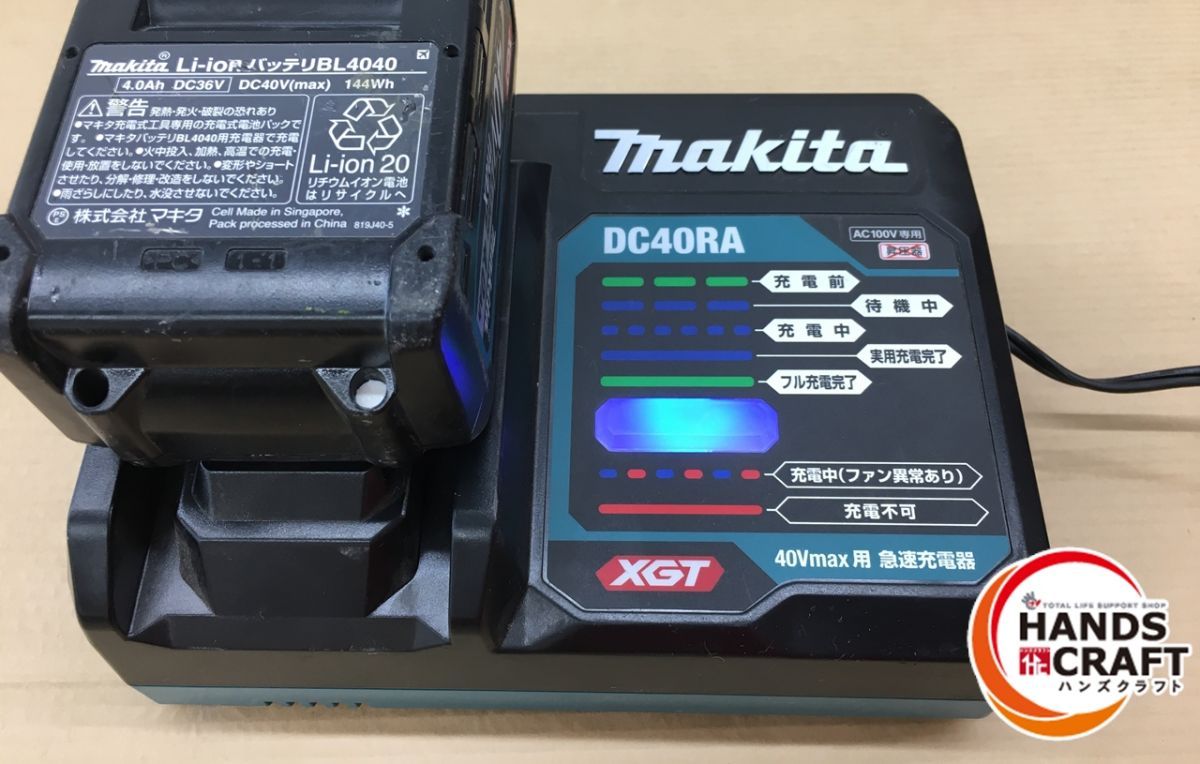 makita® Li-ion バッテリBL4040
4.0Ah DC36V DC40V(max) 144Wh
警告 発熱・発火・破裂の恐れあり
●マキタ充電式工具専用の充電式電池パックで
す。●マキタバッテリBL4040用充電器で充電
してください。●火中投入、加熱、高温での充電・
使用・放置をしないでください。●変形やショート
させたり、分解・修理・改造をしないでください。
●雨ざらしにしたり、水没させないでください。
Li-ion 20
リチウムイオン電池
はリサイクルへ
株式会社 マキタ
Cell Made in Singapore,
Pack processed in China 819J40-5
makita
DC40RA
AC100V専用
昇圧器
充電前
待機中
充電中
実用充電完了
フル充電完了
充電中(ファン異常あり)
充電不可
XGT
40Vmax用 急速充電器
TOTAL LIFE SUPPORT SHOP
HANDS
CRAFT
ハンズクラフト